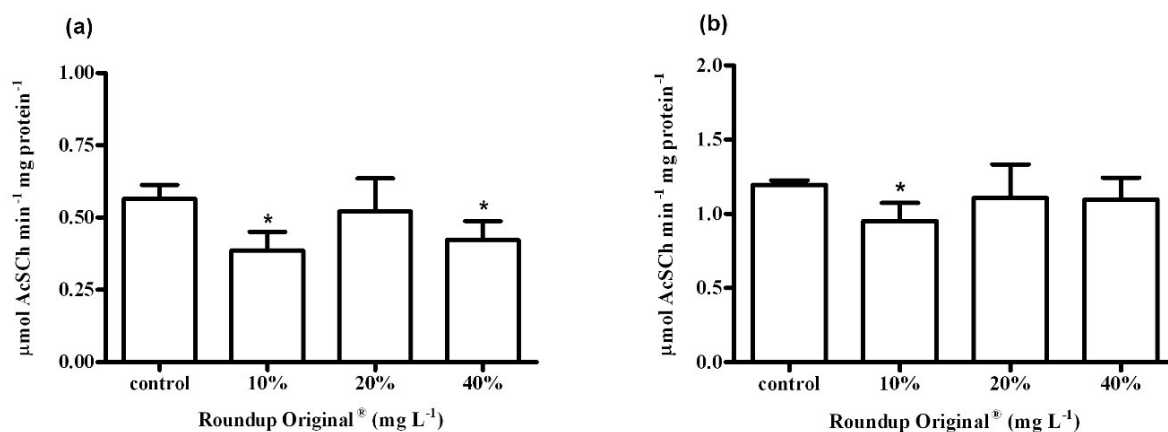 (a)
μmol AcSCh min⁻¹ mg protein⁻¹
1.00
0.75
0.50
0.25
0.00
*
*
control 10% 20% 40%
Roundup Original® (mg L⁻¹)
(b)
μmol AcSCh min⁻¹ mg protein⁻¹
2.0
1.5
1.0
0.5
0.0
*
control 10% 20% 40%
Roundup Original® (mg L⁻¹)